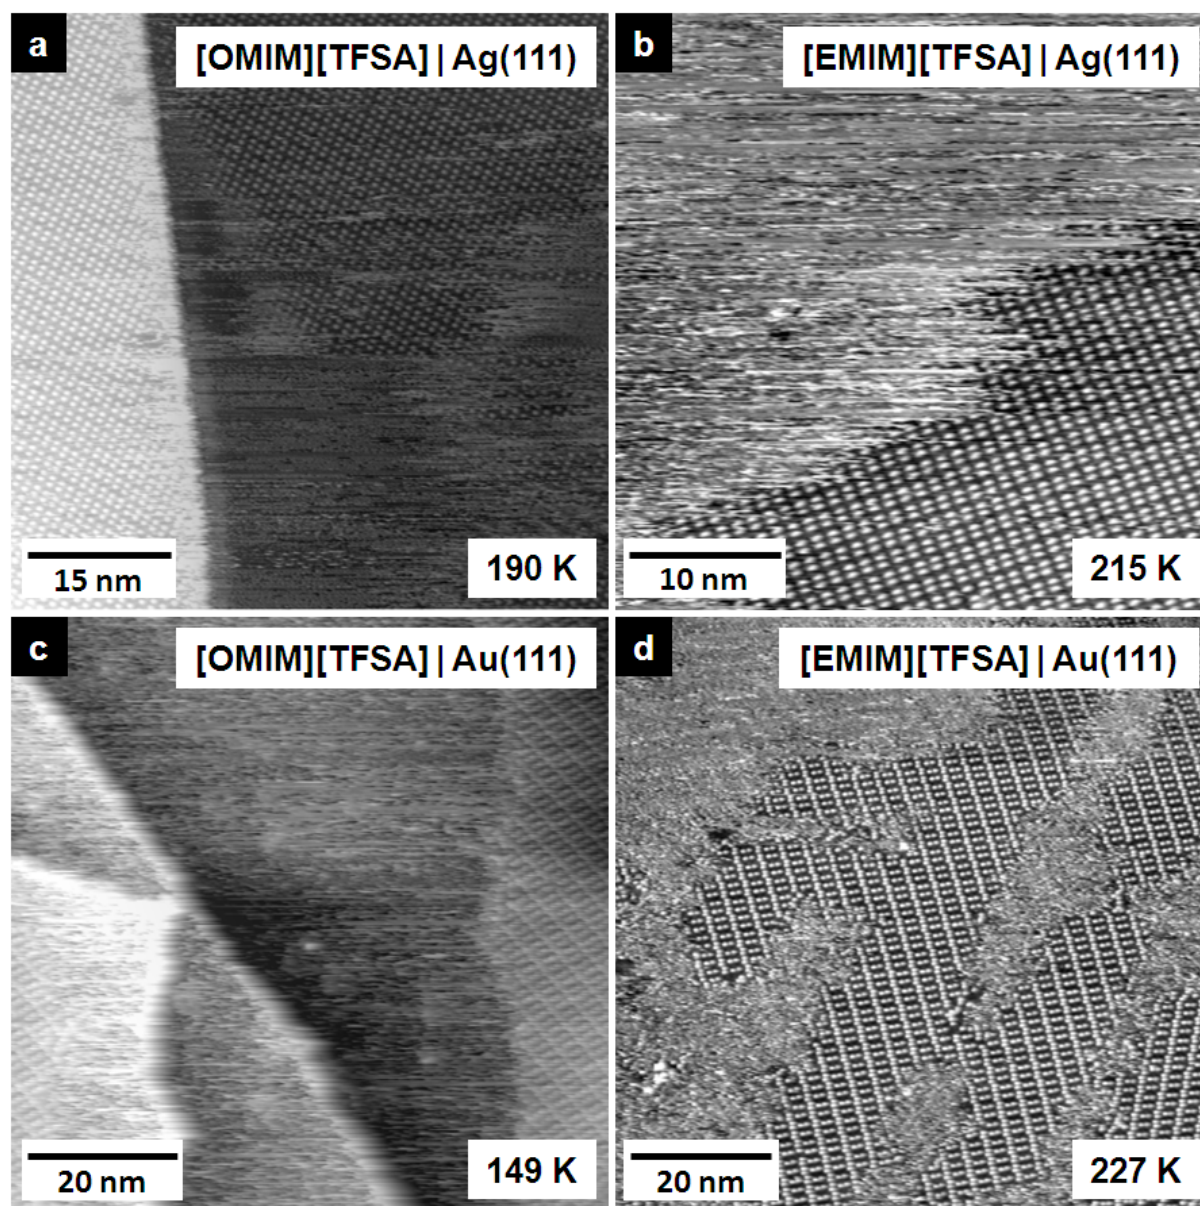 a
[OMIM][TFSA] | Ag(111)
15 nm
190 K
b
[EMIM][TFSA] | Ag(111)
10 nm
215 K
c
[OMIM][TFSA] | Au(111)
20 nm
149 K
d
[EMIM][TFSA] | Au(111)
20 nm
227 K